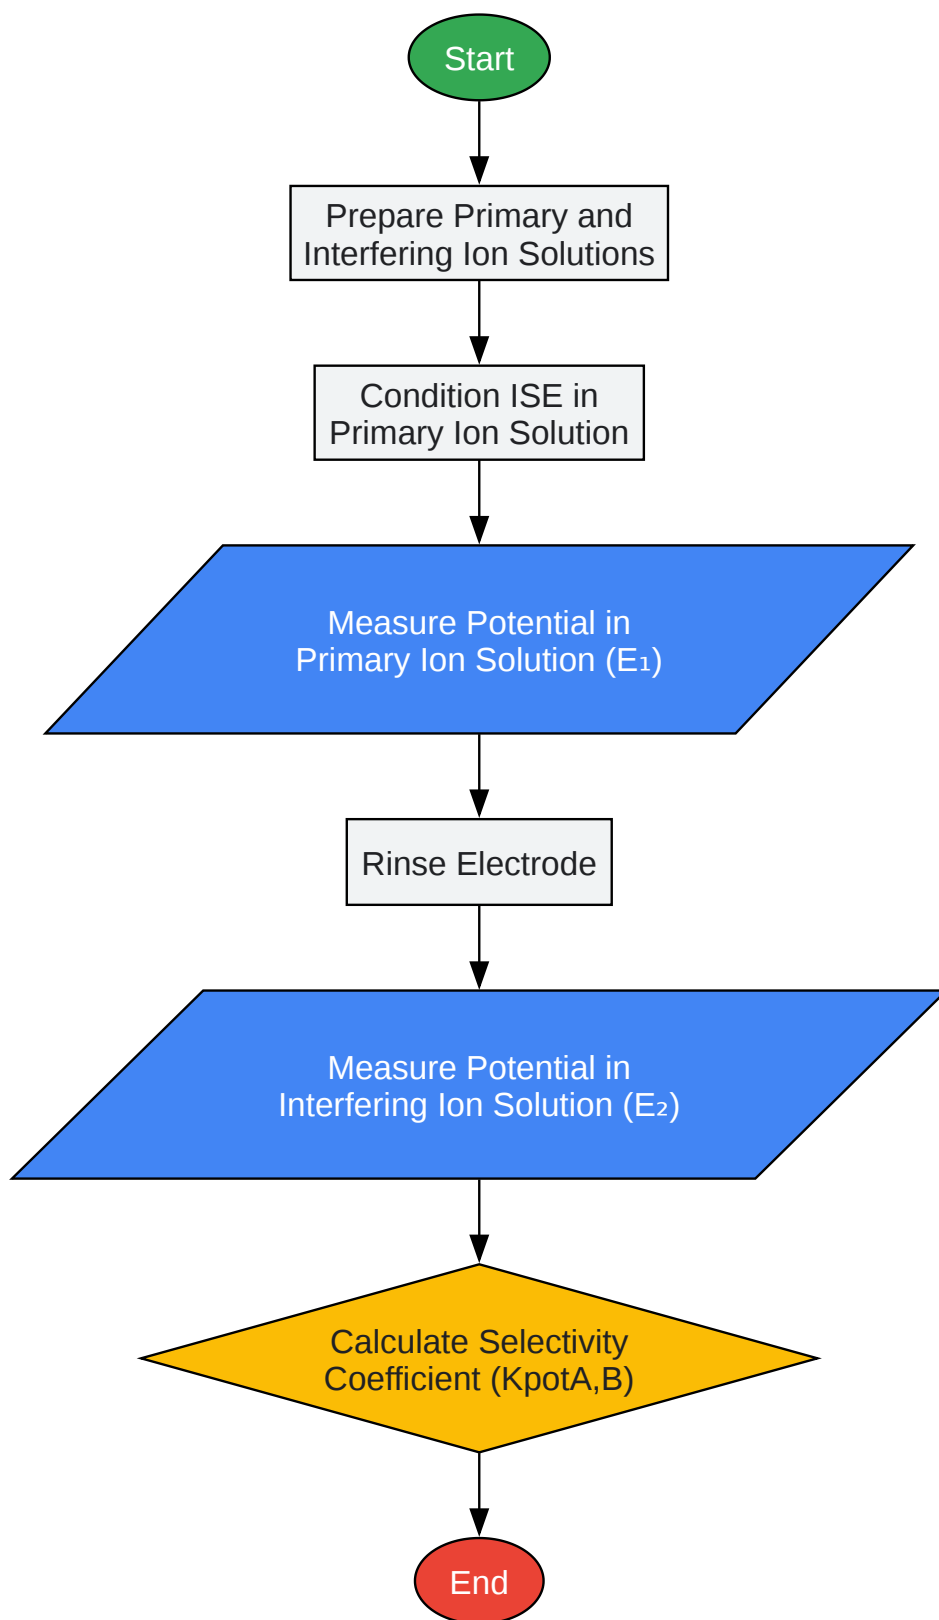 Start
Prepare Primary and
Interfering Ion Solutions
Condition ISE in
Primary Ion Solution
Measure Potential in
Primary Ion Solution (E₁)
Rinse Electrode
Measure Potential in
Interfering Ion Solution (E₂)
Calculate Selectivity
Coefficient (KpotA,B)
End